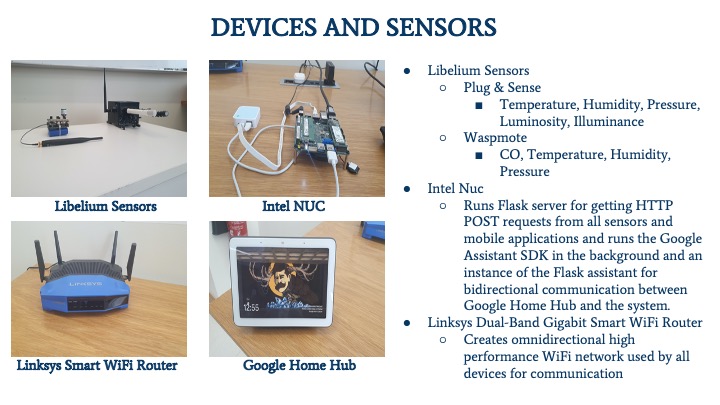 DEVICES AND SENSORS
Libelium Sensors
Intel NUC
LINKSYS
Linksys Smart WiFi Router
12:55
Google Home Hub
● Libelium Sensors
○ Plug & Sense
■ Temperature, Humidity, Pressure,
Luminosity, Illuminance
○ Waspmote
■ CO, Temperature, Humidity,
Pressure
● Intel Nuc
○ Runs Flask server for getting HTTP
POST requests from all sensors and
mobile applications and runs the Google
Assistant SDK in the background and an
instance of the Flask assistant for
bidirectional communication between
Google Home Hub and the system.
● Linksys Dual-Band Gigabit Smart WiFi Router
○ Creates omnidirectional high
performance WiFi network used by all
devices for communication